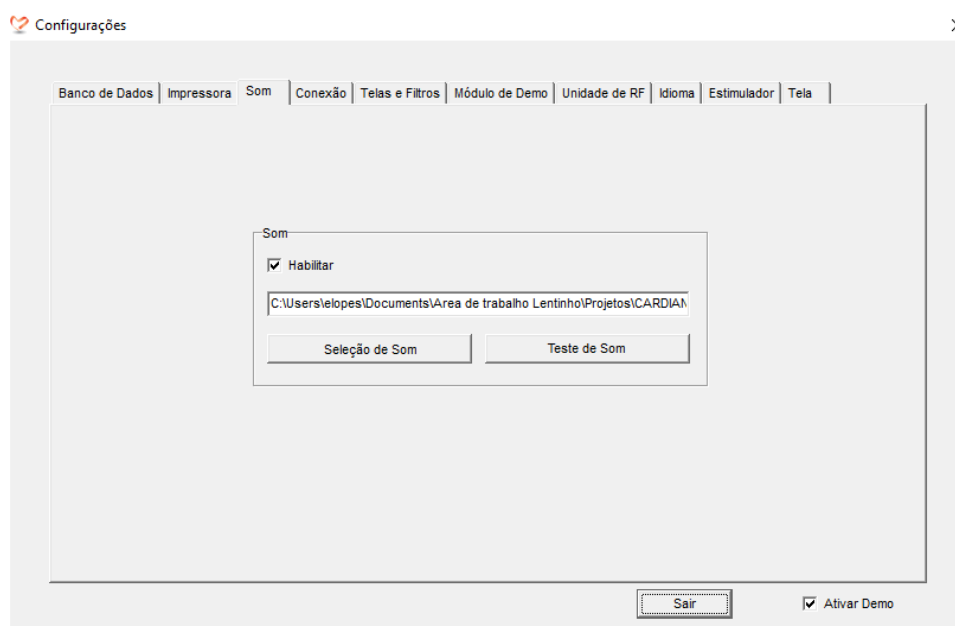 Configurações
Banco de Dados Impressora Som Conexão Telas e Filtros Módulo de Demo Unidade de RF Idioma Estimulador Tela
Som
Habilitar
C:\Users\elopes\Documents\Area de trabalho Lentinho\Projetos\CARDIAN
Seleção de Som Teste de Som
Sair Ativar Demo